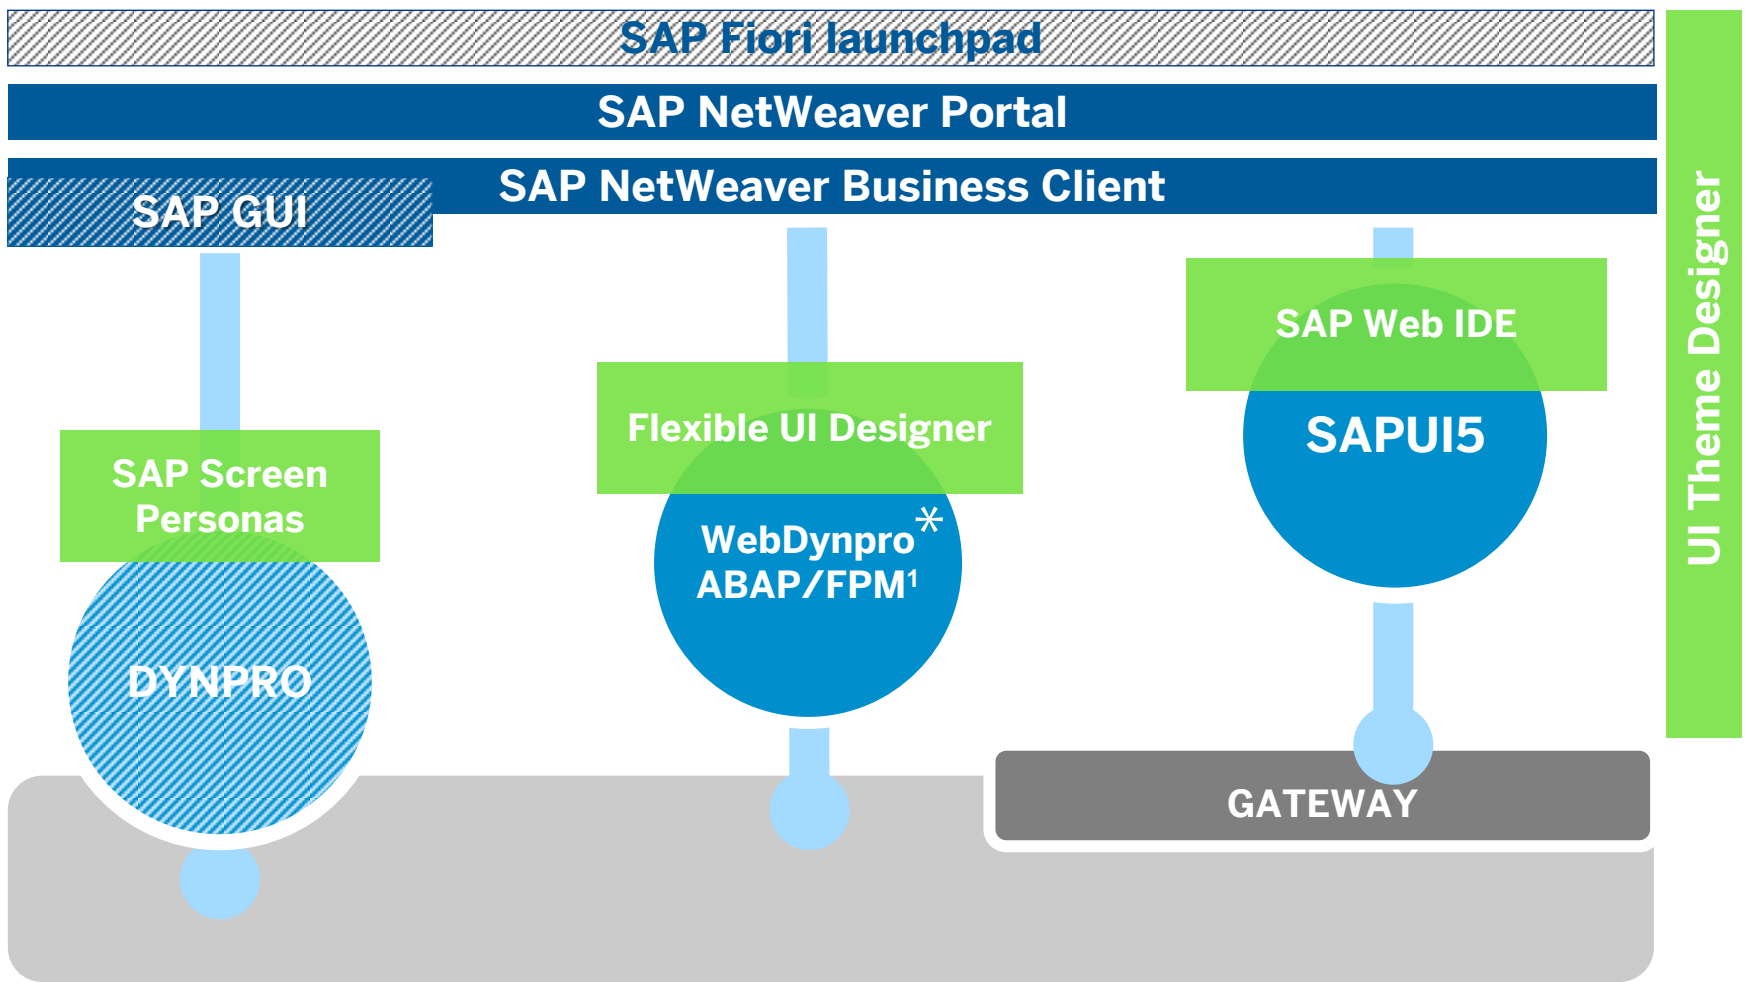 SAP Fiori launchpad
SAP NetWeaver Portal
SAP NetWeaver Business Client
SAP GUI
UI Theme Designer
SAP Web IDE
SAPUI5
Flexible UI Designer
WebDynpro*
ABAP/FPM¹
SAP Screen
Personas
DYNPRO
GATEWAY